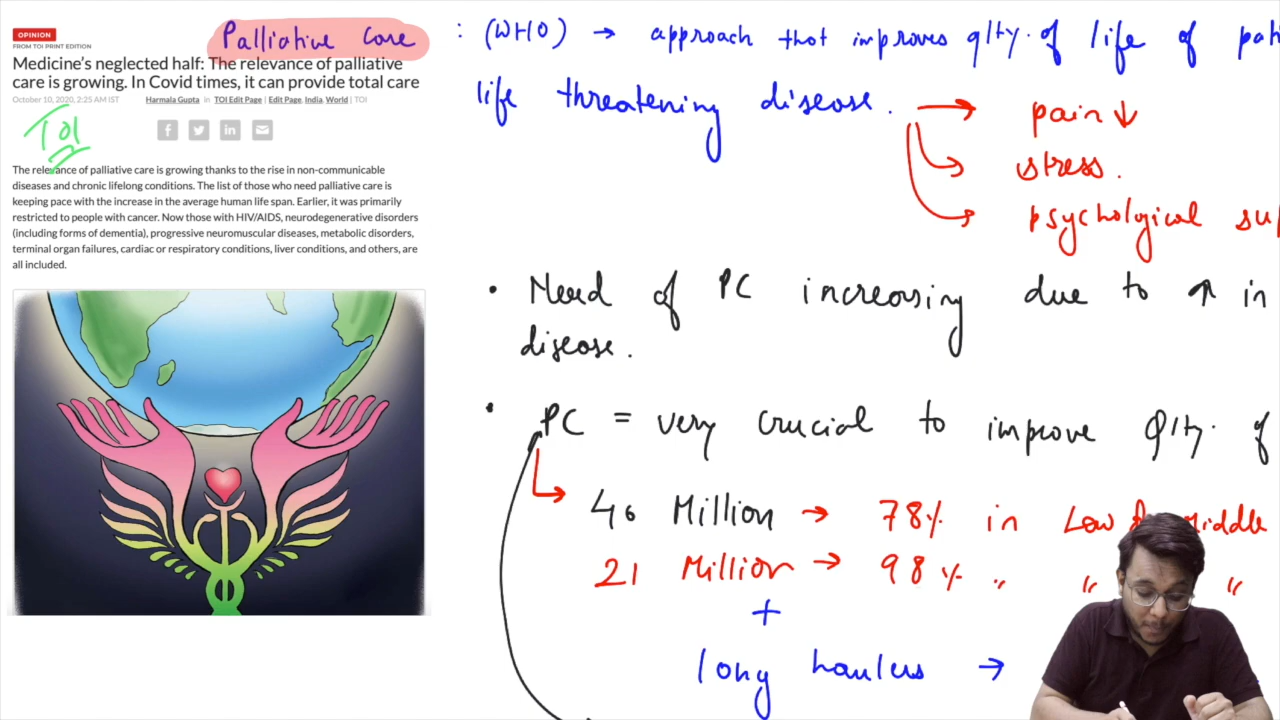 OPINION
FROM TOI PRINT EDITION
Palliative Care
Medicine's neglected half: The relevance of palliative
care is growing. In Covid times, it can provide total care
October 10, 2020, 2:25 AM IST Harmala Gupta in TOI Edit Page | Edit Page, India, World | TOI
TOI
The relevance of palliative care is growing thanks to the rise in non-communicable
diseases and chronic lifelong conditions. The list of those who need palliative care is
keeping pace with the increase in the average human life span. Earlier, it was primarily
restricted to people with cancer. Now those with HIV/AIDS, neurodegenerative disorders
(including forms of dementia), progressive neuromuscular diseases, metabolic disorders,
terminal organ failures, cardiac or respiratory conditions, liver conditions, and others, are
all included.
: (WHO) → approach that improves qlty. of life of pat
life threatening disease. → pain ↓
→ stress.
→ psychological su
• Need of PC increasing due to ↑ in
disease.
• PC = very crucial to improve Qlty. of
40 Million → 78% in Low & Middle
21 Million → 98% " " "
+
long haulers →